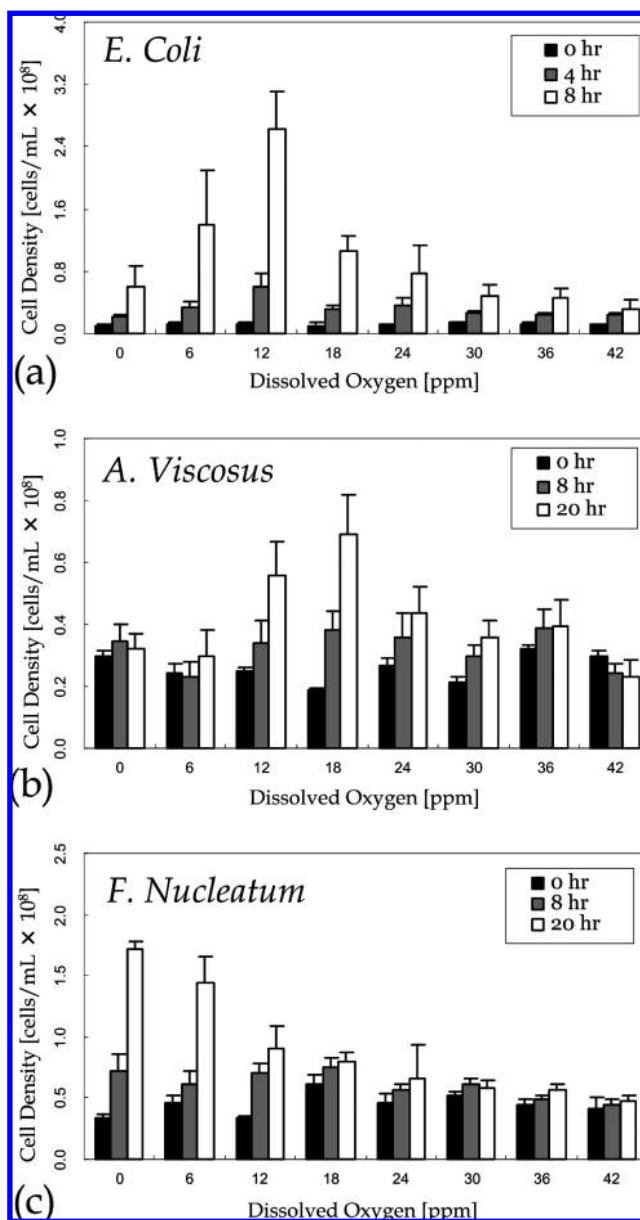 E. Coli
0 hr
4 hr
8 hr
Cell Density [cells/mL × 10⁸]
4.0
3.2
2.4
1.6
0.8
0.0
0 6 12 18 24 30 36 42
Dissolved Oxygen [ppm]
(a)
A. Viscosus
0 hr
8 hr
20 hr
Cell Density [cells/mL × 10⁸]
1.0
0.8
0.6
0.4
0.2
0.0
0 6 12 18 24 30 36 42
Dissolved Oxygen [ppm]
(b)
F. Nucleatum
0 hr
8 hr
20 hr
Cell Density [cells/mL × 10⁸]
2.5
2.0
1.5
1.0
0.5
0.0
0 6 12 18 24 30 36 42
Dissolved Oxygen [ppm]
(c)